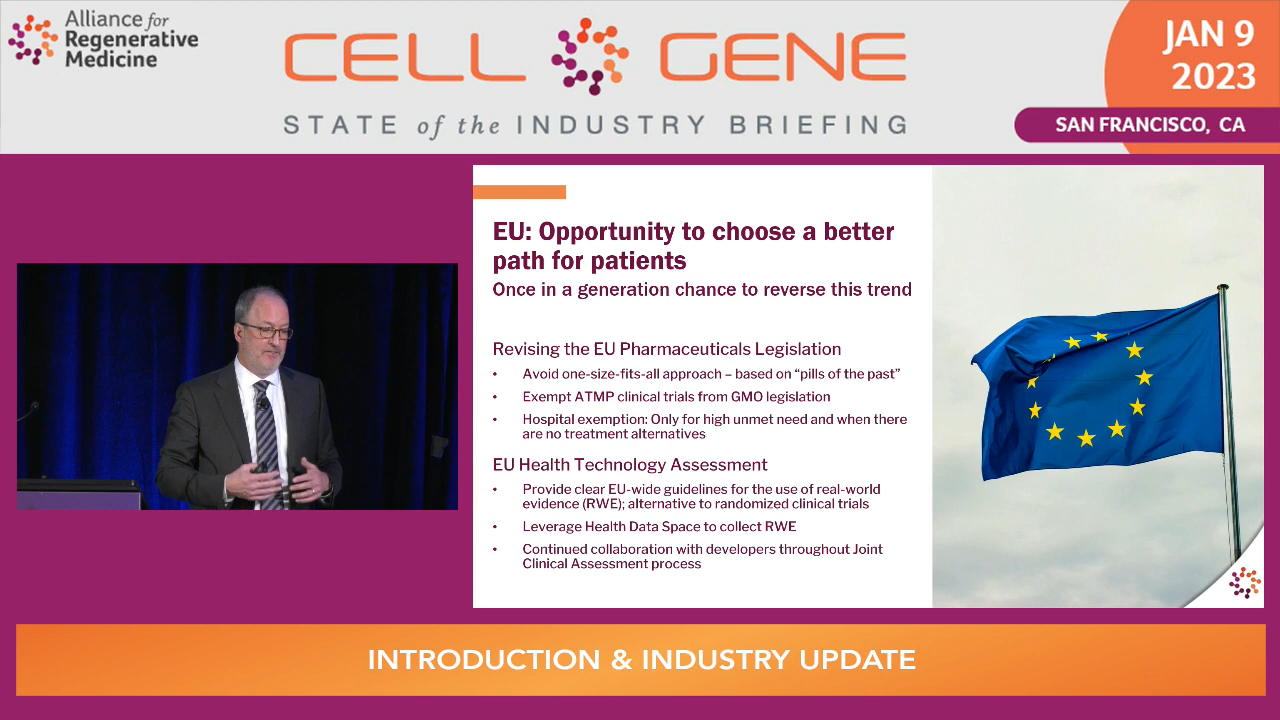 Alliance for
Regenerative
Medicine
CELL GENE
STATE of the INDUSTRY BRIEFING
JAN 9
2023
SAN FRANCISCO, CA
EU: Opportunity to choose a better
path for patients
Once in a generation chance to reverse this trend
Revising the EU Pharmaceuticals Legislation
• Avoid one-size-fits-all approach – based on “pills of the past”
• Exempt ATMP clinical trials from GMO legislation
• Hospital exemption: Only for high unmet need and when there
are no treatment alternatives
EU Health Technology Assessment
• Provide clear EU-wide guidelines for the use of real-world
evidence (RWE); alternative to randomized clinical trials
• Leverage Health Data Space to collect RWE
• Continued collaboration with developers throughout Joint
Clinical Assessment process
INTRODUCTION & INDUSTRY UPDATE